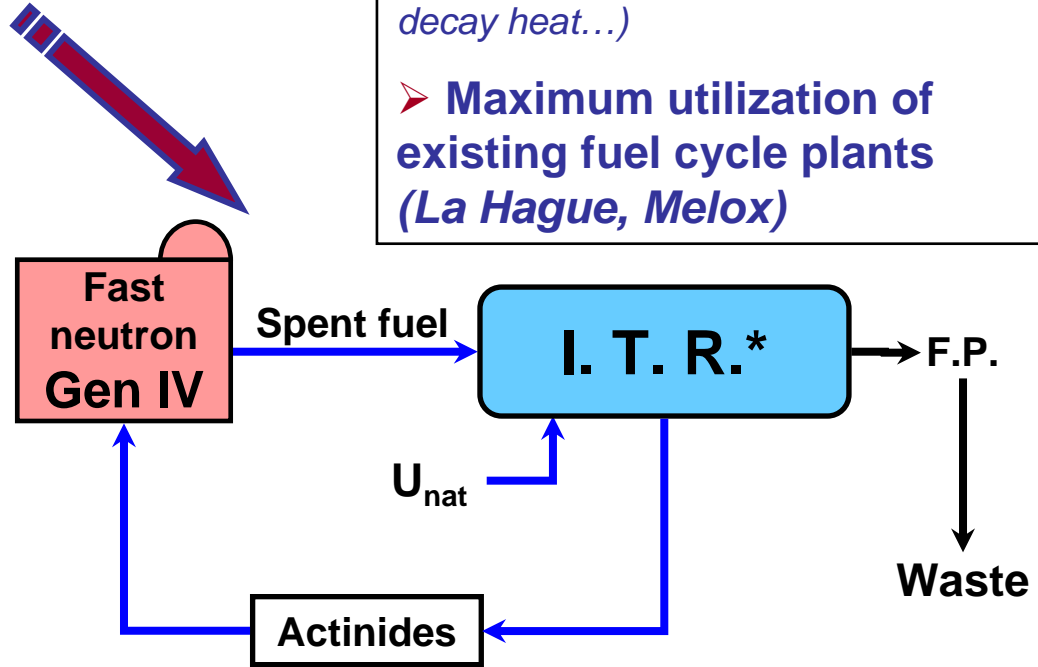 decay heat…)
➢ Maximum utilization of
existing fuel cycle plants
(La Hague, Melox)
Fast
neutron
Gen IV
Spent fuel
I. T. R.*
F.P.
U_nat
Waste
Actinides